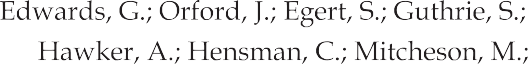 Edwards, G.; Orford, J.; Egert, S.; Guthrie, S.;
Hawker, A.; Hensman, C.; Mitcheson, M.;